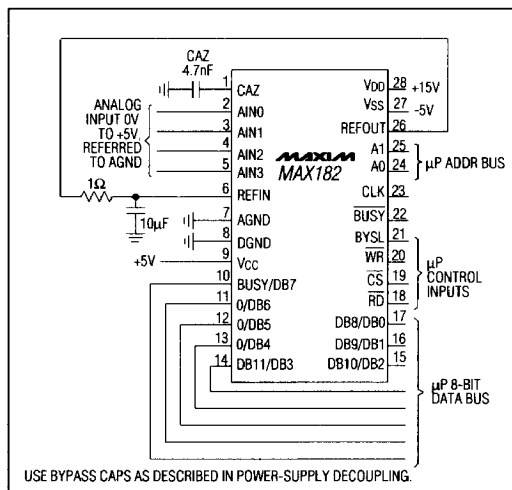 CAZ
4.7nF
1
CAZ
2
AIN0
3
AIN1
4
AIN2
5
AIN3
6
REFIN
7
AGND
8
DGND
9
VCC
10
BUSY/DB7
11
0/DB6
12
0/DB5
13
0/DB4
14
DB11/DB3
ANALOG
INPUT 0V
TO +5V,
REFERRED
TO AGND
1Ω
10µF
+5V
MAXIM
MAX182
VDD 28 +15V
VSS 27 -5V
REFOUT 26
A1 25
A0 24
µP ADDR BUS
CLK 23
BUSY 22
BYSL 21
WR 20
CS 19
RD 18
µP
CONTROL
INPUTS
DB8/DB0 17
DB9/DB1 16
DB10/DB2 15
µP 8-BIT
DATA BUS
USE BYPASS CAPS AS DESCRIBED IN POWER-SUPPLY DECOUPLING.